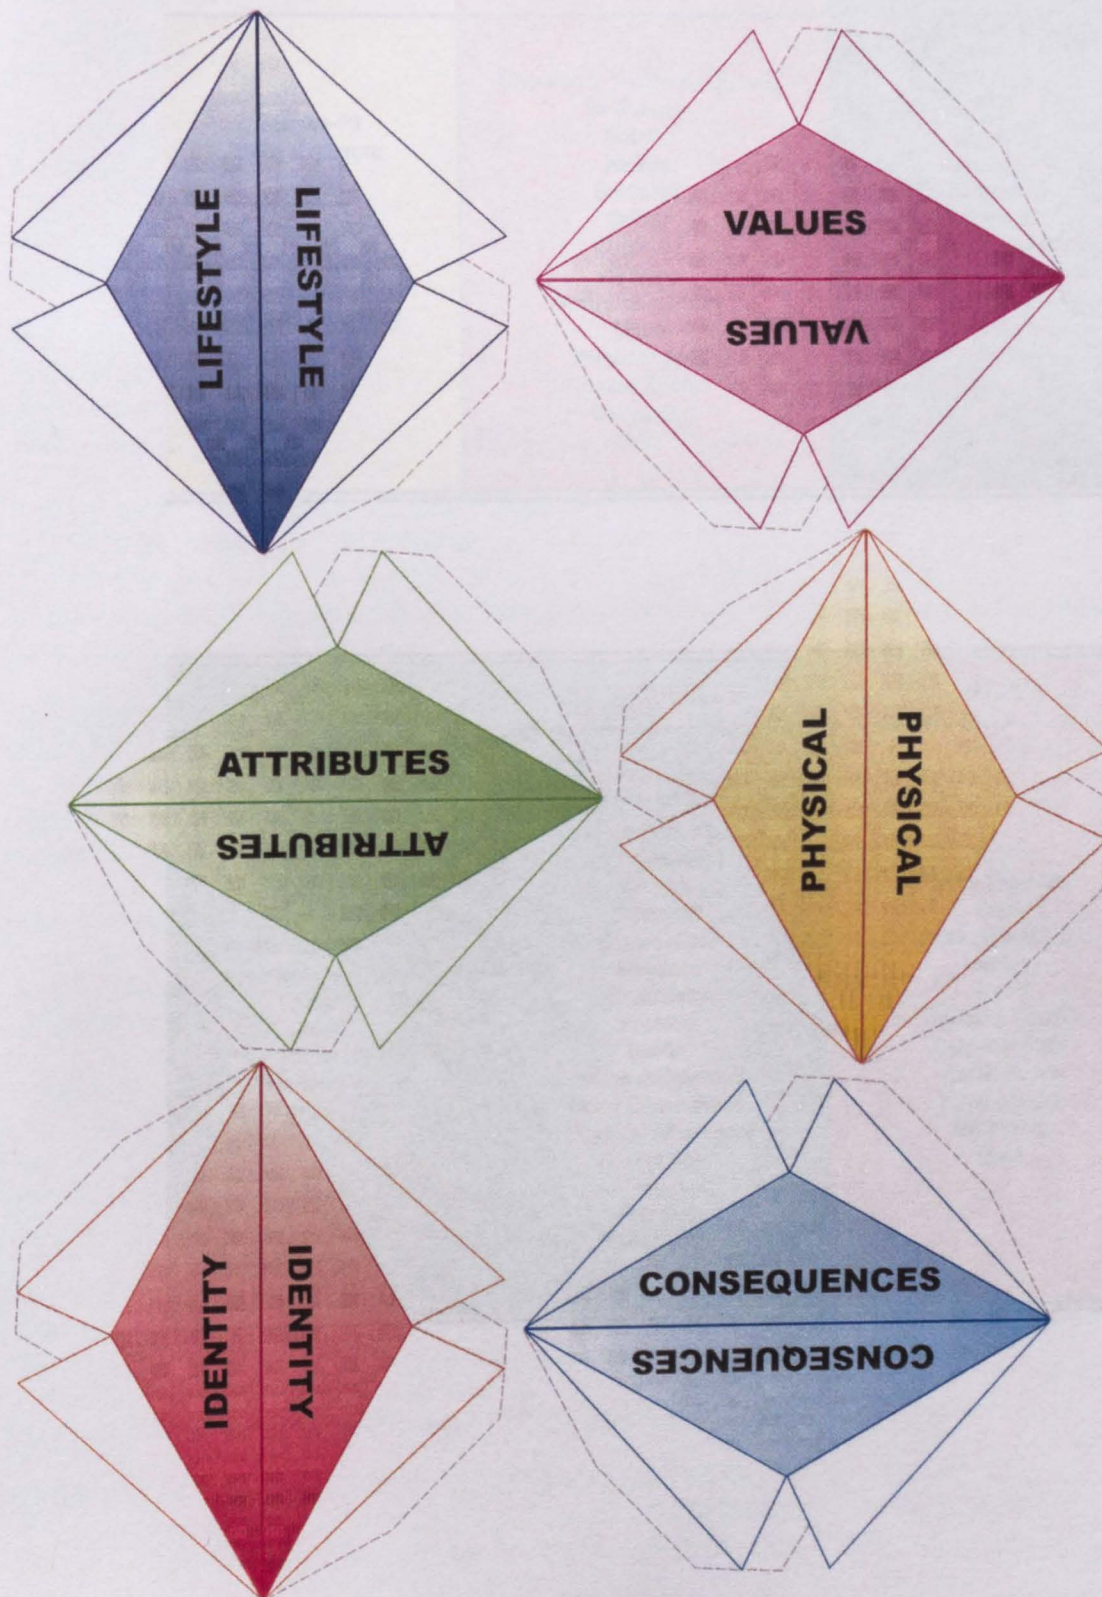 LIFESTYLE
LIFESTYLE
VALUES
VALUES
ATTRIBUTES
ATTRIBUTES
PHYSICAL
PHYSICAL
IDENTITY
IDENTITY
CONSEQUENCES
CONSEQUENCES